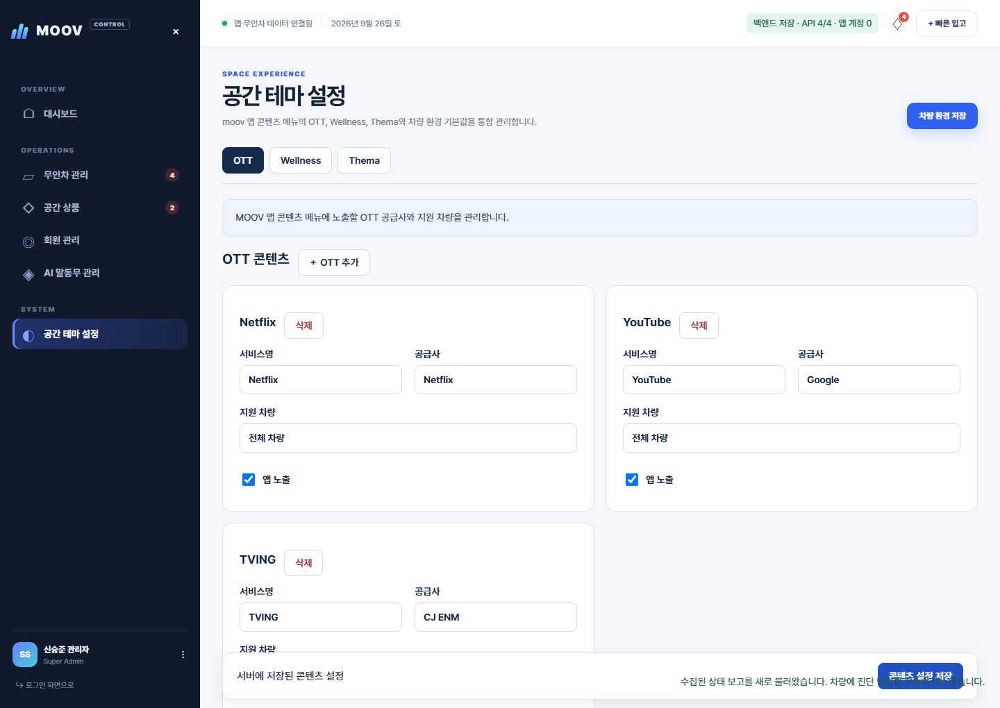 MOOV CONTROL
×
OVERVIEW
대시보드
OPERATIONS
무인차 관리 4
공간 상품 2
회원 관리
AI 말동무 관리
SYSTEM
공간 테마 설정
SS
신승준 관리자
Super Admin
로그인 화면으로
앱·무인차 데이터 연결됨
2026년 9월 26일 토
백엔드 저장 · API 4/4 · 앱 계정 0
4
+ 빠른 입고
SPACE EXPERIENCE
공간 테마 설정
moov 앱 콘텐츠 메뉴의 OTT, Wellness, Thema와 차량 환경 기본값을 통합 관리합니다.
차량 환경 저장
OTT
Wellness
Thema
MOOV 앱 콘텐츠 메뉴에 노출할 OTT 공급사와 지원 차량을 관리합니다.
OTT 콘텐츠
+ OTT 추가
Netflix 삭제
서비스명 공급사
Netflix Netflix
지원 차량
전체 차량
앱 노출
YouTube 삭제
서비스명 공급사
YouTube Google
지원 차량
전체 차량
앱 노출
TVING 삭제
서비스명 공급사
TVING CJ ENM
지원 차량
서버에 저장된 콘텐츠 설정
콘텐츠 설정 저장
수집된 상태 보고를 새로 불러왔습니다. 차량에 진단